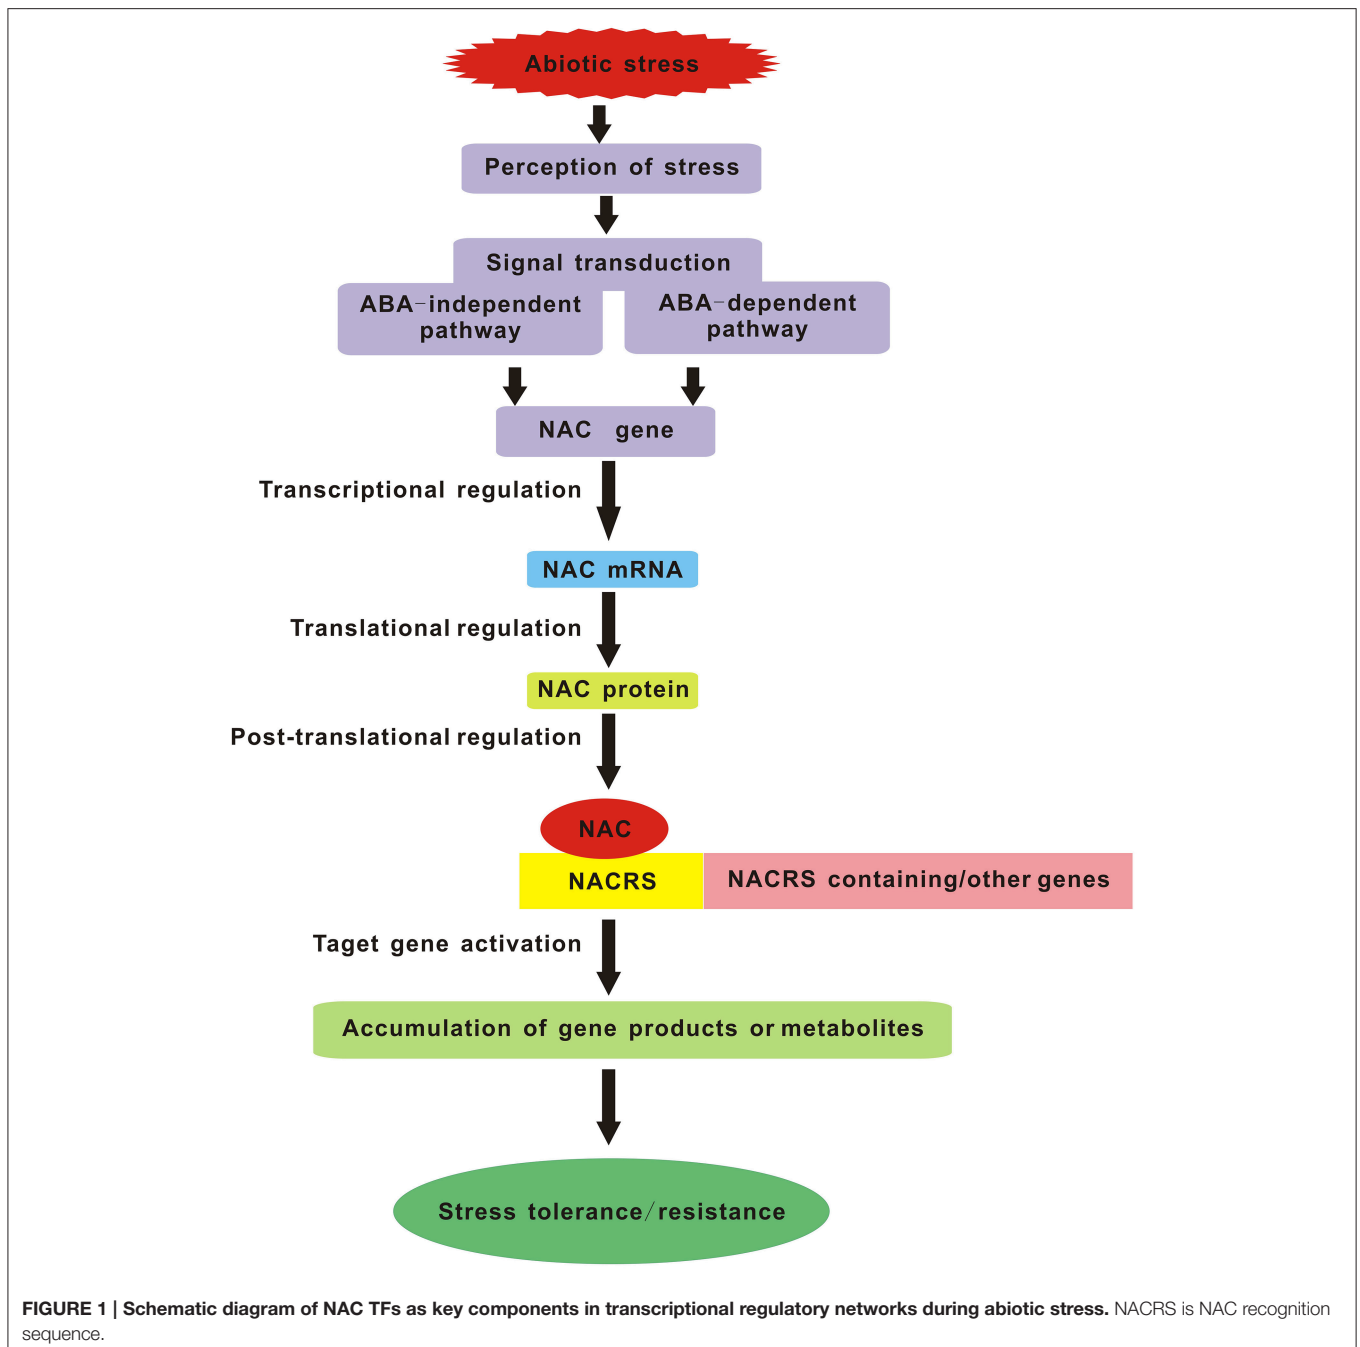 Abiotic stress
Perception of stress
Signal transduction
ABA-independent
pathway
ABA-dependent
pathway
NAC gene
Transcriptional regulation
NAC mRNA
Translational regulation
NAC protein
Post-translational regulation
NAC
NACRS
NACRS containing/other genes
Taget gene activation
Accumulation of gene products or metabolites
Stress tolerance/resistance
FIGURE 1 | Schematic diagram of NAC TFs as key components in transcriptional regulatory networks during abiotic stress. NACRS is NAC recognition
sequence.